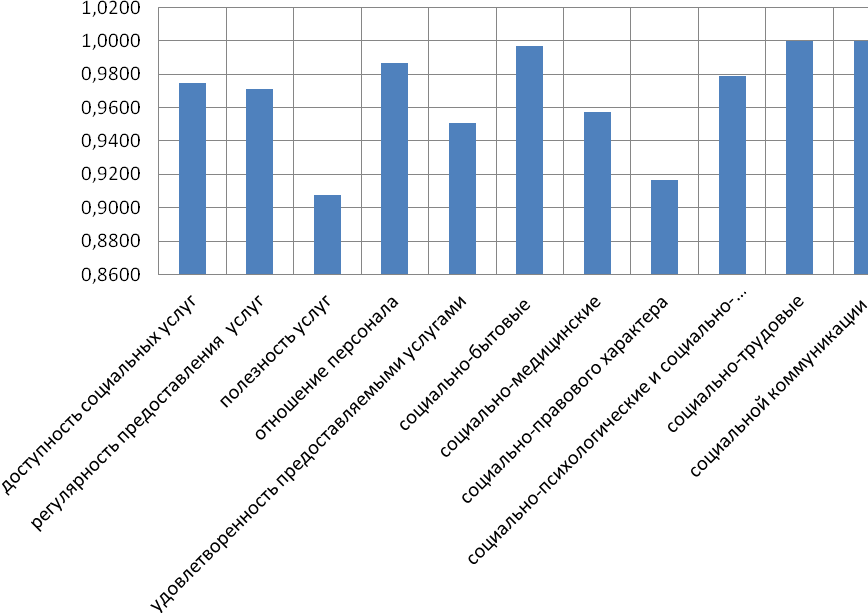 1,0200
1,0000
0,9800
0,9600
0,9400
0,9200
0,9000
0,8800
0,8600
доступность социальных услуг
регулярность предоставления услуг
полезность услуг
отношение персонала
удовлетворенность предоставляемыми услугами
социально-бытовые
социально-медицинские
социально-правового характера
социально-психологические и социально-...
социально-трудовые
социальной коммуникации